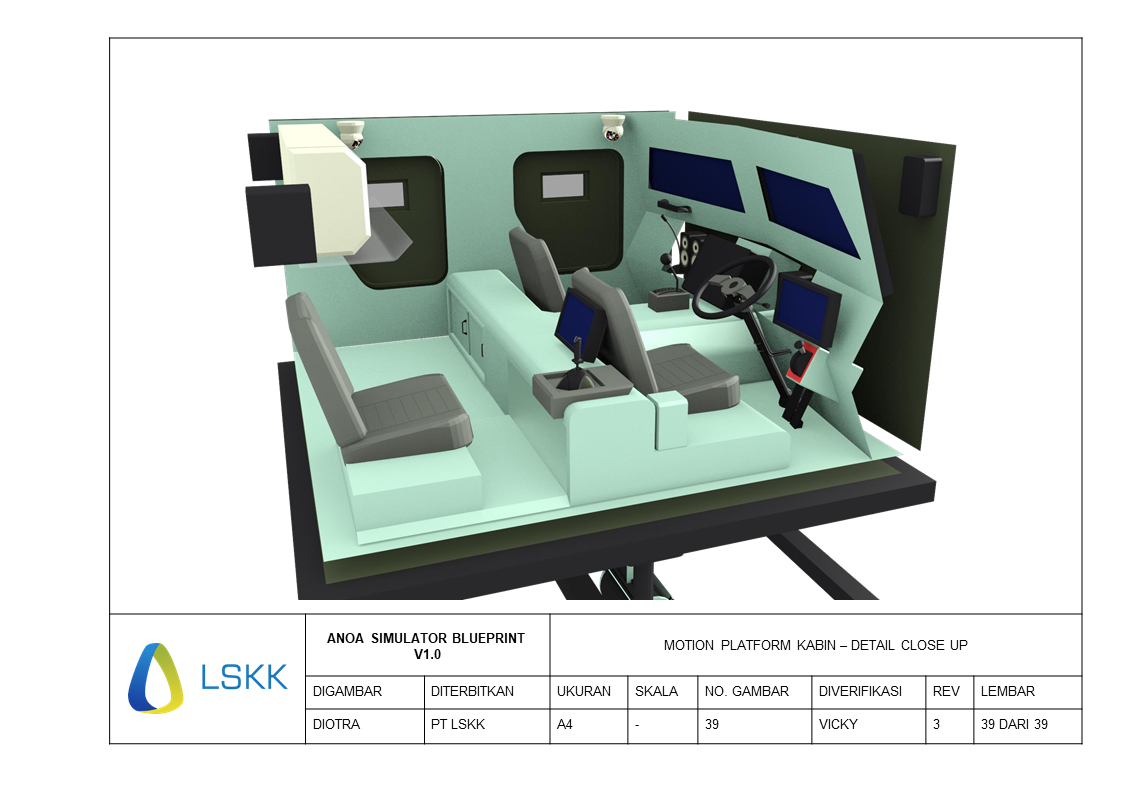 LSKK
ANOA SIMULATOR BLUEPRINT
V1.0
MOTION PLATFORM KABIN – DETAIL CLOSE UP
DIGAMBAR DITERBITKAN UKURAN SKALA NO. GAMBAR DIVERIFIKASI REV LEMBAR
DIOTRA PT LSKK A4 - 39 VICKY 3 39 DARI 39